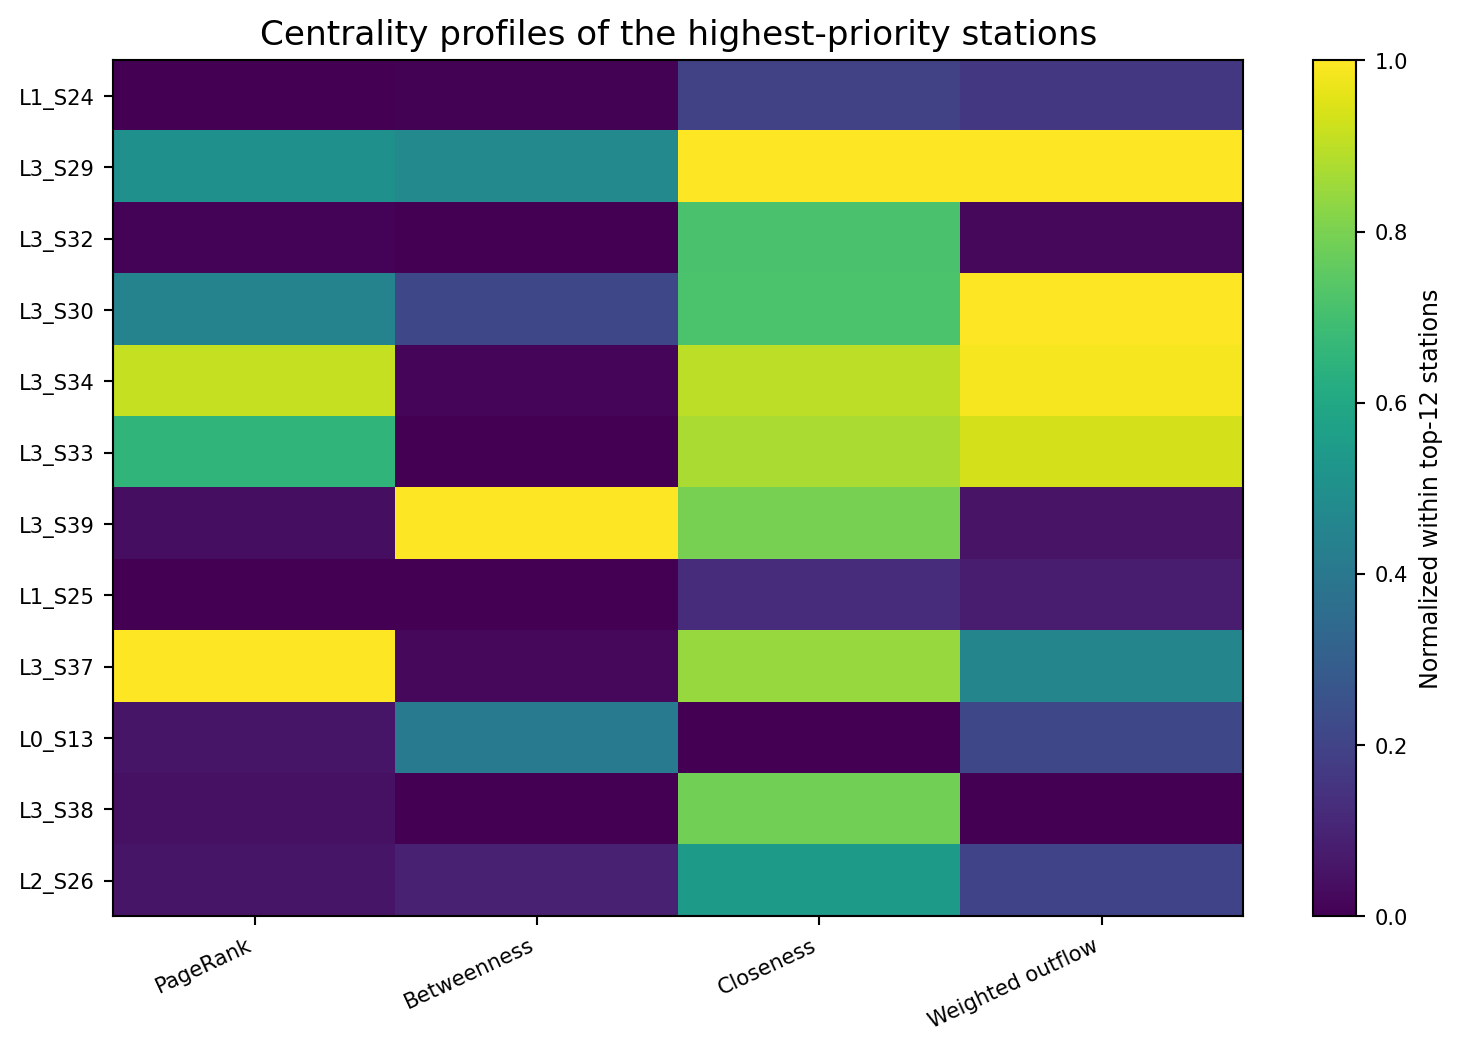 Centrality profiles of the highest-priority stations
L1_S24
L3_S29
L3_S32
L3_S30
L3_S34
L3_S33
L3_S39
L1_S25
L3_S37
L0_S13
L3_S38
L2_S26
PageRank
Betweenness
Closeness
Weighted outflow
1.0
0.8
0.6
0.4
0.2
0.0
Normalized within top-12 stations